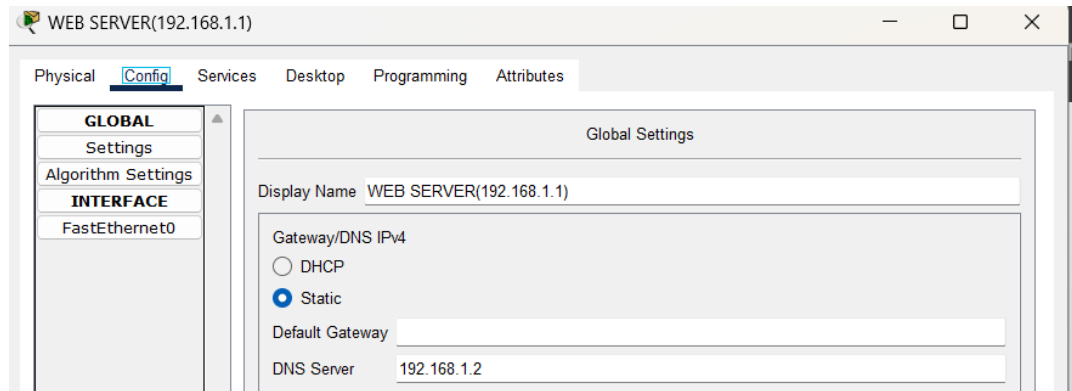 WEB SERVER(192.168.1.1)
Physical Config Services Desktop Programming Attributes
GLOBAL
Settings
Algorithm Settings
INTERFACE
FastEthernet0
Global Settings
Display Name WEB SERVER(192.168.1.1)
Gateway/DNS IPv4
DHCP
Static
Default Gateway
DNS Server 192.168.1.2